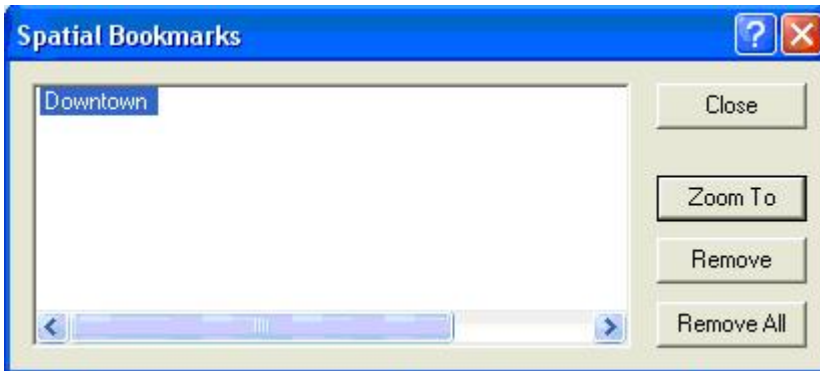 Spatial Bookmarks
Downtown
Close
Zoom To
Remove
Remove All